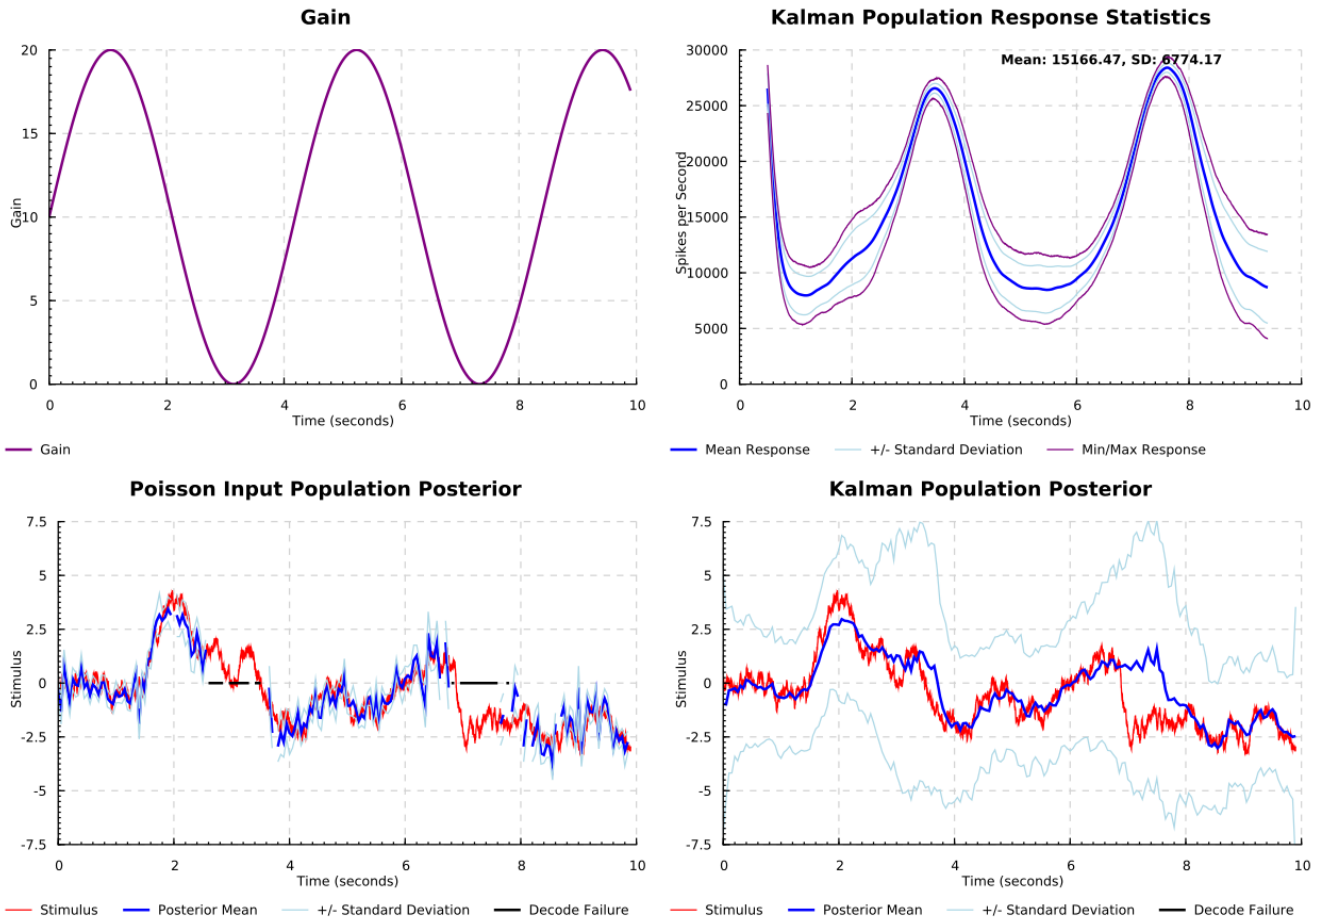 Gain
20
15
10
5
0
Gain
0 2 4 6 8 10
Time (seconds)
Gain
Kalman Population Response Statistics
Mean: 15166.47, SD: 6774.17
30000
25000
20000
15000
10000
5000
0
Spikes per Second
0 2 4 6 8 10
Time (seconds)
Mean Response +/- Standard Deviation Min/Max Response
Poisson Input Population Posterior
7.5
5
2.5
0
-2.5
-5
-7.5
Stimulus
0 2 4 6 8 10
Time (seconds)
Stimulus Posterior Mean +/- Standard Deviation Decode Failure
Kalman Population Posterior
7.5
5
2.5
0
-2.5
-5
-7.5
Stimulus
0 2 4 6 8 10
Time (seconds)
Stimulus Posterior Mean +/- Standard Deviation Decode Failure